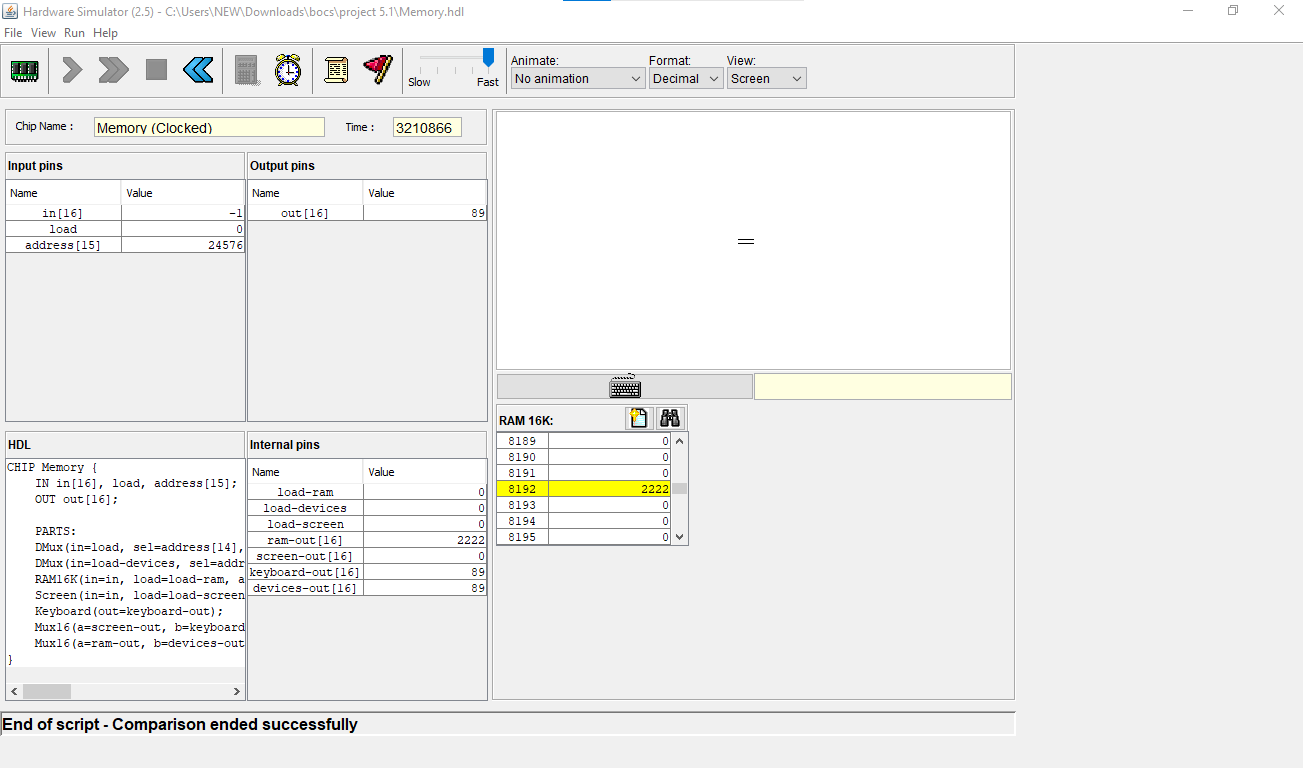 Hardware Simulator (2.5) - C:\Users\NEW\Downloads\bocs\project 5.1\Memory.hdl
File View Run Help
Slow Fast
Animate: Format: View:
No animation Decimal Screen
Chip Name : Memory (Clocked) Time : 3210866
Input pins
Name Value
in[16] -1
load 0
address[15] 24576
Output pins
Name Value
out[16] 89
HDL
CHIP Memory {
IN in[16], load, address[15];
OUT out[16];
PARTS:
DMux(in=load, sel=address[14],
DMux(in=load-devices, sel=addr
RAM16K(in=in, load=load-ram, a
Screen(in=in, load=load-screen
Keyboard(out=keyboard-out);
Mux16(a=screen-out, b=keyboard
Mux16(a=ram-out, b=devices-out
}
Internal pins
Name Value
load-ram 0
load-devices 0
load-screen 0
ram-out[16] 2222
screen-out[16] 0
keyboard-out[16] 89
devices-out[16] 89
RAM 16K:
8189 0
8190 0
8191 0
8192 2222
8193 0
8194 0
8195 0
End of script - Comparison ended successfully